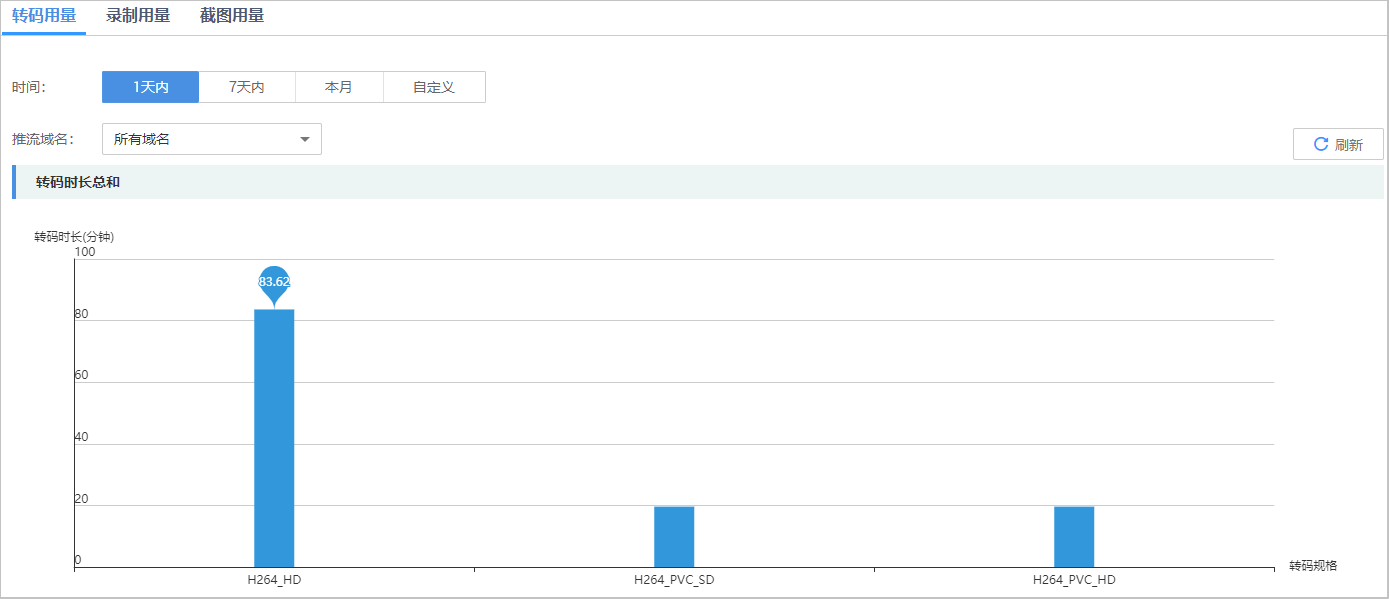 转码用量 录制用量 截图用量
时间： 1天内 7天内 本月 自定义
推流域名： 所有域名
刷新
转码时长总和
转码时长(分钟)
100
83.62
80
60
40
20
0
H264_HD H264_PVC_SD H264_PVC_HD
转码规格